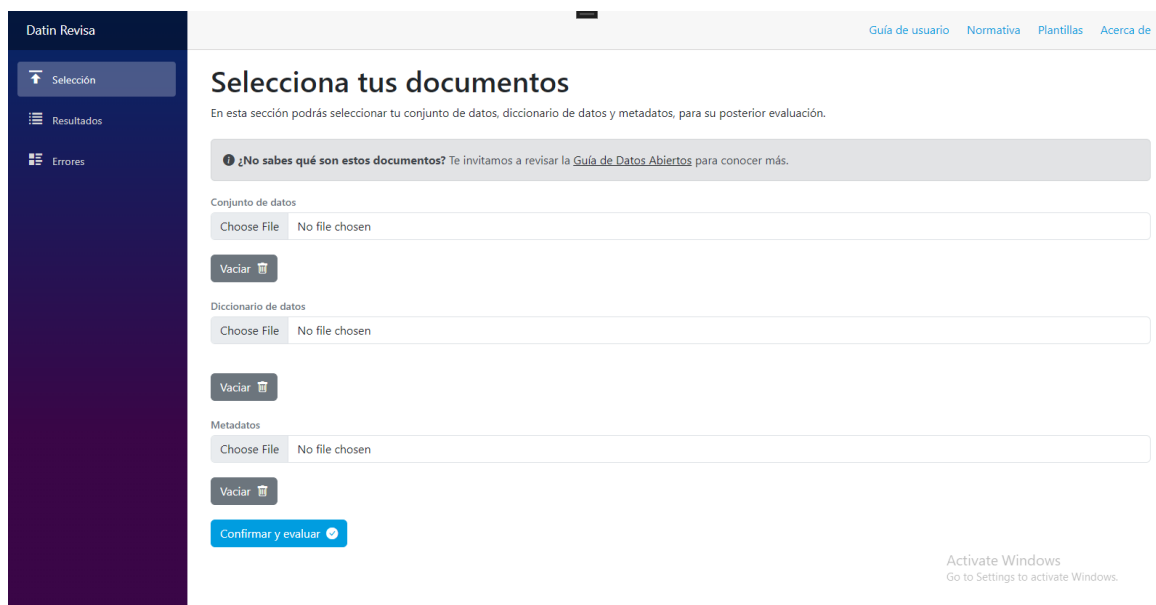 Datin Revisa
Guía de usuario Normativa Plantillas Acerca de
Selección
Resultados
Errores
Selecciona tus documentos
En esta sección podrás seleccionar tu conjunto de datos, diccionario de datos y metadatos, para su posterior evaluación.
¿No sabes qué son estos documentos? Te invitamos a revisar la Guía de Datos Abiertos para conocer más.
Conjunto de datos
Choose File No file chosen
Vaciar
Diccionario de datos
Choose File No file chosen
Vaciar
Metadatos
Choose File No file chosen
Vaciar
Confirmar y evaluar
Activate Windows
Go to Settings to activate Windows.